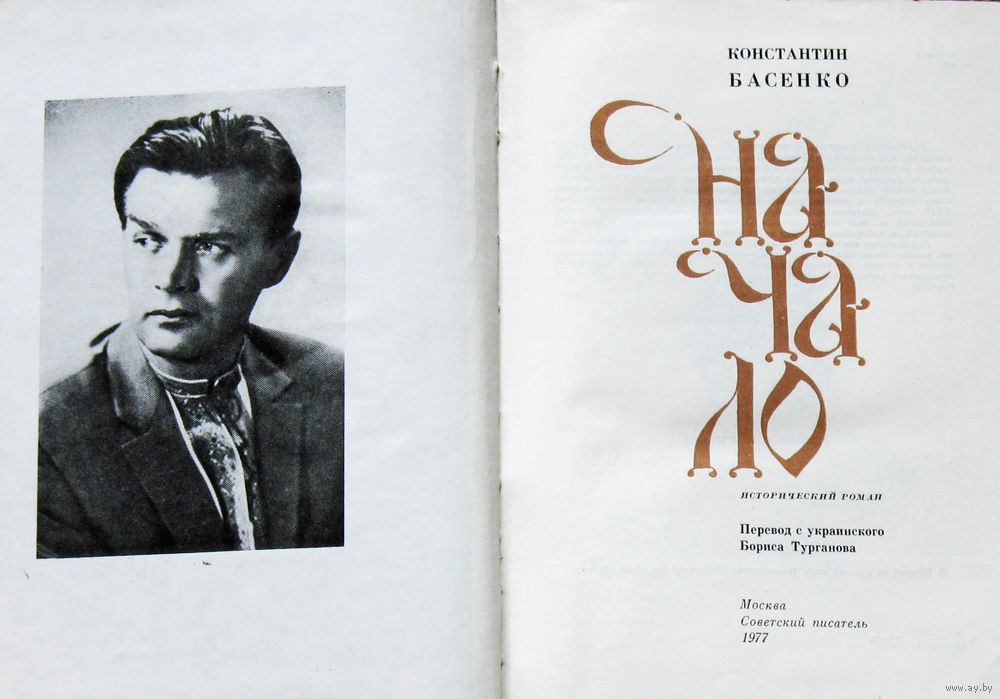 КОНСТАНТИН
БАСЕНКО
НА
ЧА
ЛО
ИСТОРИЧЕСКИЙ РОМАН
Перевод с украинского
Бориса Турганова
Москва
Советский писатель
1977
www.ay.by